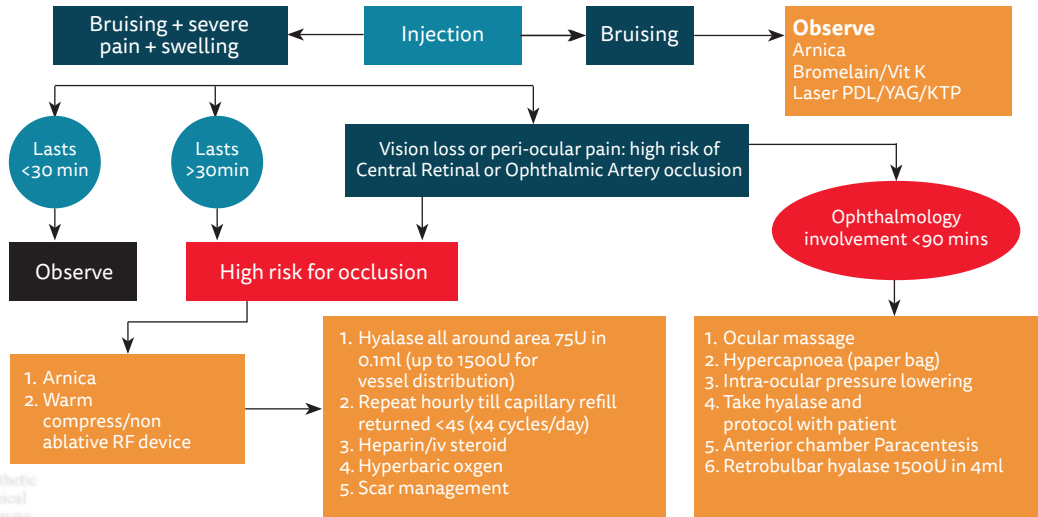 Bruising + severe
pain + swelling
Injection
Bruising
Observe
Arnica
Bromelain/Vit K
Laser PDL/YAG/KTP
Lasts
<30 min
Lasts
>30min
Vision loss or peri-ocular pain: high risk of
Central Retinal or Ophthalmic Artery occlusion
Ophthalmology
involvement <90 mins
Observe
High risk for occlusion
1. Arnica
2. Warm
compress/non
ablative RF device
1. Hyalase all around area 75U in
0.1ml (up to 1500U for
vessel distribution)
2. Repeat hourly till capillary refill
returned <4s (x4 cycles/day)
3. Heparin/iv steroid
4. Hyperbaric oxgen
5. Scar management
1. Ocular massage
2. Hypercapnoea (paper bag)
3. Intra-ocular pressure lowering
4. Take hyalase and
protocol with patient
5. Anterior chamber Paracentesis
6. Retrobulbar hyalase 1500U in 4ml